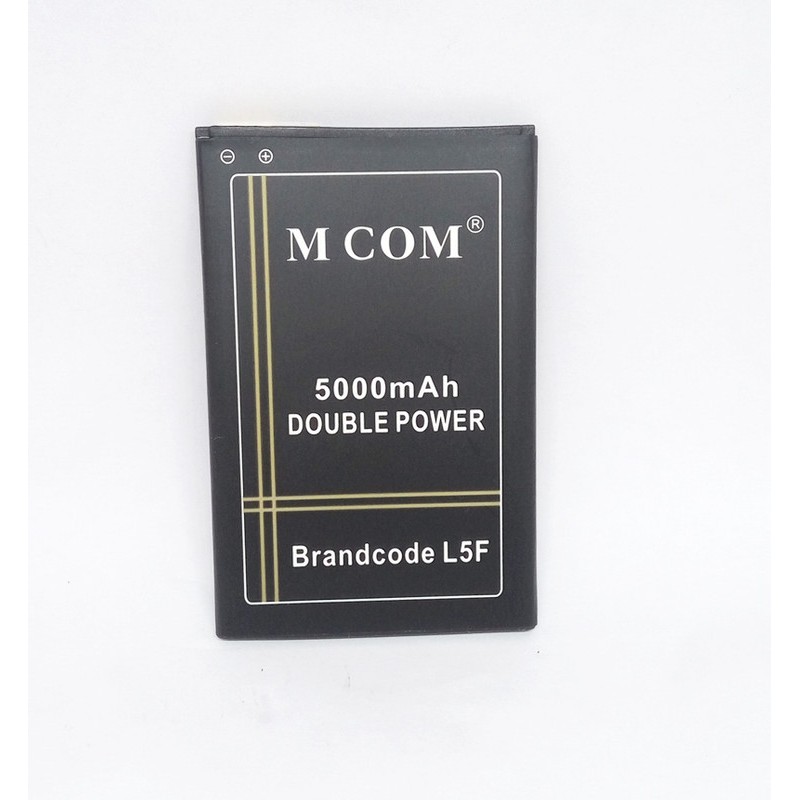 ⊖ ⊕
M COM®
5000mAh
DOUBLE POWER
Brandcode L5F